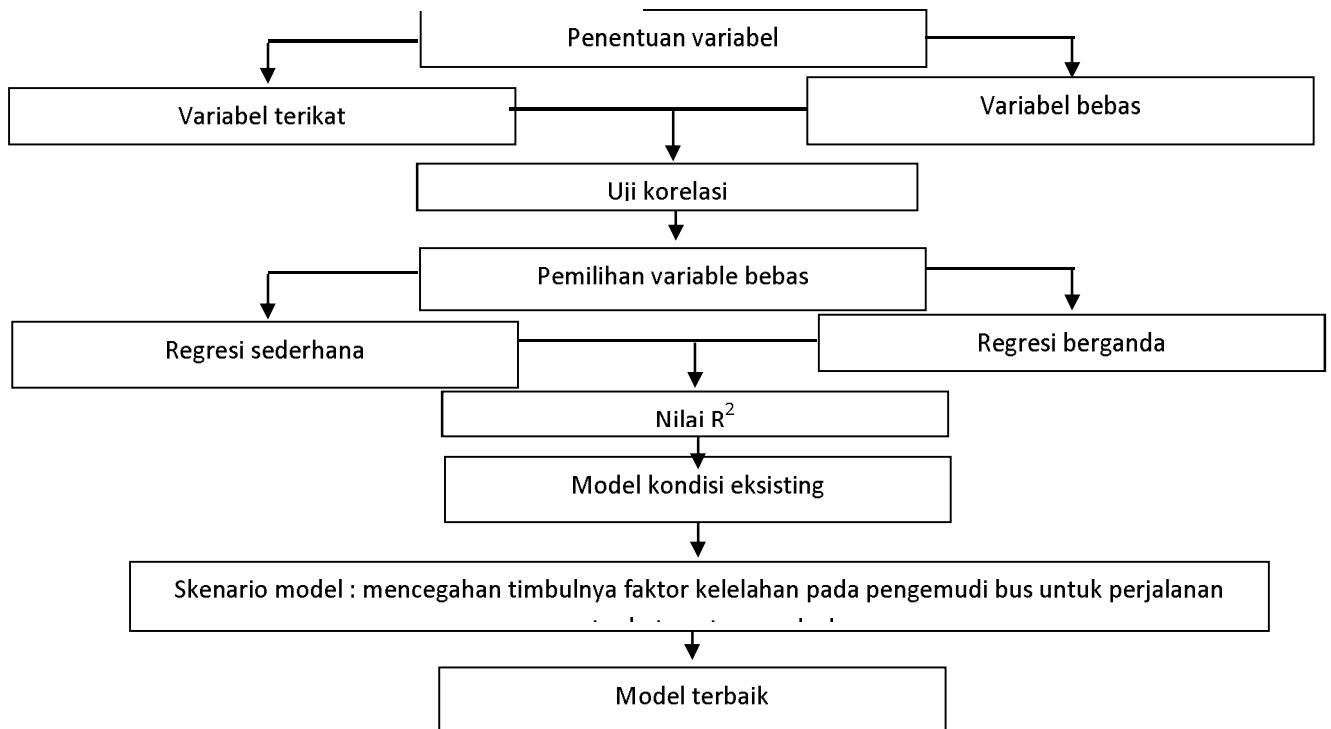 Penentuan variabel
Variabel terikat
Variabel bebas
Uji korelasi
Pemilihan variable bebas
Regresi sederhana
Regresi berganda
Nilai R²
Model kondisi eksisting
Skenario model : mencegahan timbulnya faktor kelelahan pada pengemudi bus untuk perjalanan
Model terbaik